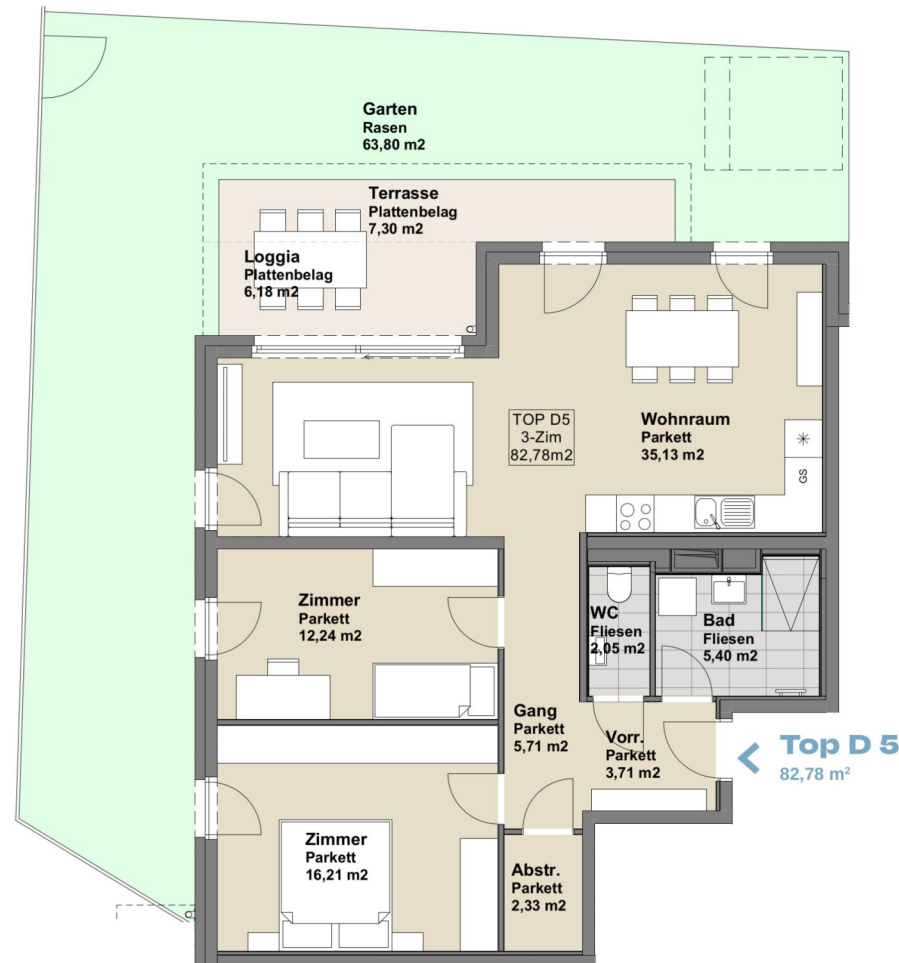 Garten
Rasen
63,80 m2
Terrasse
Plattenbelag
7,30 m2
Loggia
Plattenbelag
6,18 m2
TOP D5
3-Zim
82,78m2
Wohnraum
Parkett
35,13 m2
GS
Zimmer
Parkett
12,24 m2
WC
Fliesen
2,05 m2
Bad
Fliesen
5,40 m2
Gang
Parkett
5,71 m2
Vorr.
Parkett
3,71 m2
Top D 5
82,78 m²
Zimmer
Parkett
16,21 m2
Abstr.
Parkett
2,33 m2